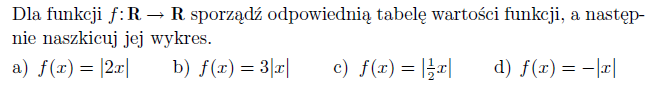 Dla funkcji f: R → R sporządź odpowiednią tabelę wartości funkcji, a następ-
nie naszkicuj jej wykres.
a) f(x) = |2x| b) f(x) = 3|x| c) f(x) = |½x| d) f(x) = −|x|